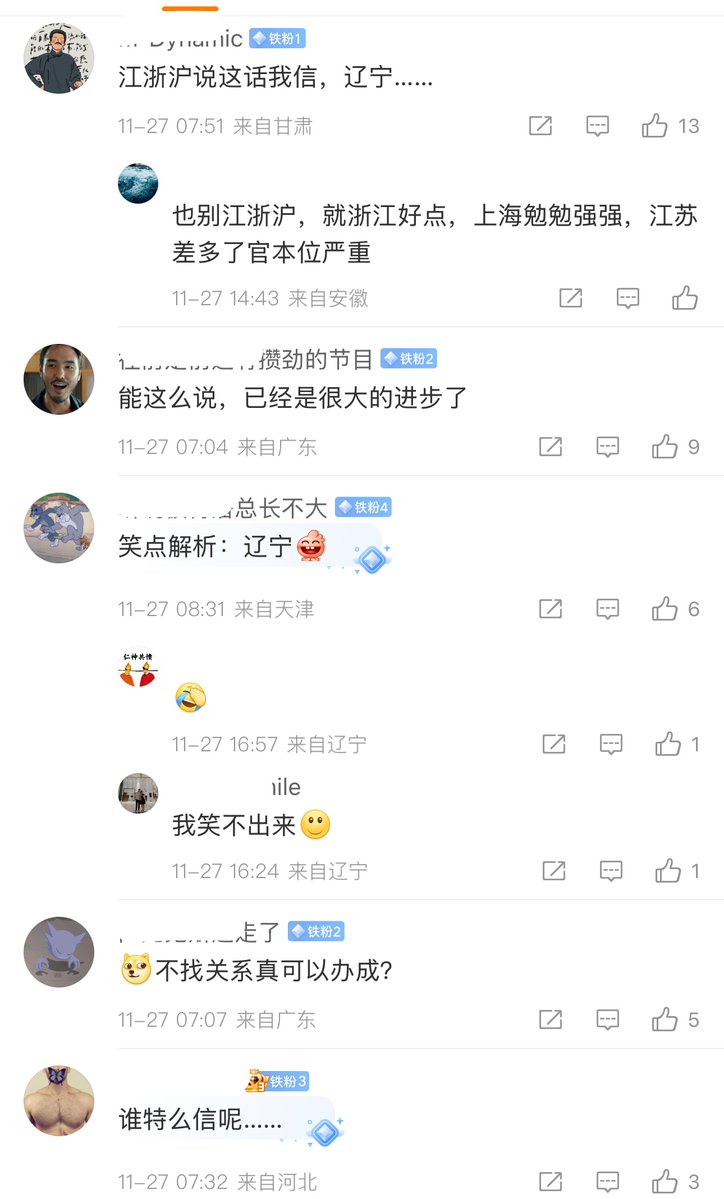 Dynamic 铁粉1
江浙沪说这话我信，辽宁……
11-27 07:51 来自甘肃
13
也别江浙沪，就浙江好点，上海勉勉强强，江苏
差多了官本位严重
11-27 14:43 来自安徽
攒劲的节目 铁粉2
能这么说，已经是很大的进步了
11-27 07:04 来自广东
9
总长不大 铁粉4
笑点解析：辽宁
11-27 08:31 来自天津
6
仁神共愤
11-27 16:57 来自辽宁
1
我笑不出来
11-27 16:24 来自辽宁
1
走了 铁粉2
不找关系真可以办成？
11-27 07:07 来自广东
5
铁粉3
谁特么信呢……
11-27 07:32 来自河北
3